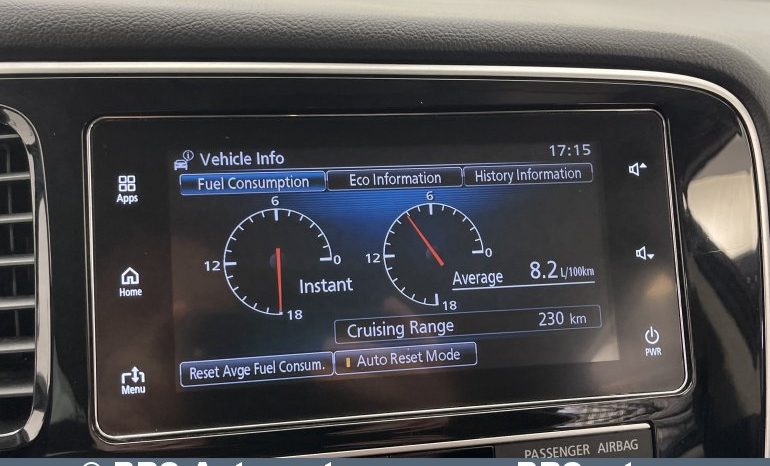 Vehicle Info
17:15
Fuel Consumption
Eco Information
History Information
6
12
0
18
Instant
6
12
0
18
Average 8.2 L/100km
Cruising Range 230 km
Reset Avge Fuel Consum.
Auto Reset Mode
Apps
Home
Menu
PWR
PASSENGER AIRBAG